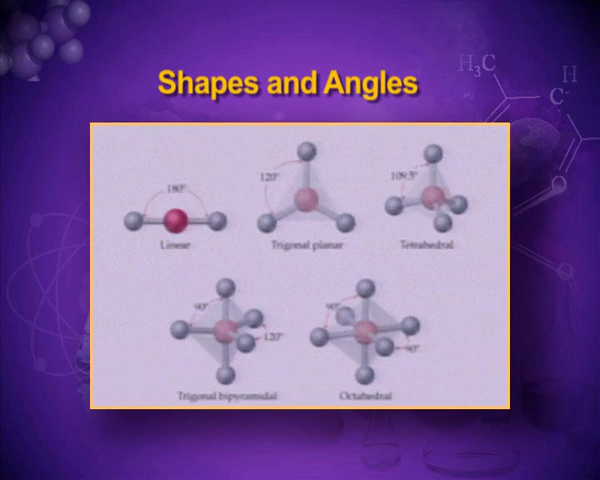 Shapes and Angles
H₃C
H
C-
O
O
180°
120°
109.5°
Linear
Trigonal planar
Tetrahedral
90°
120°
90°
90°
Trigonal bipyramidal
Octahedral